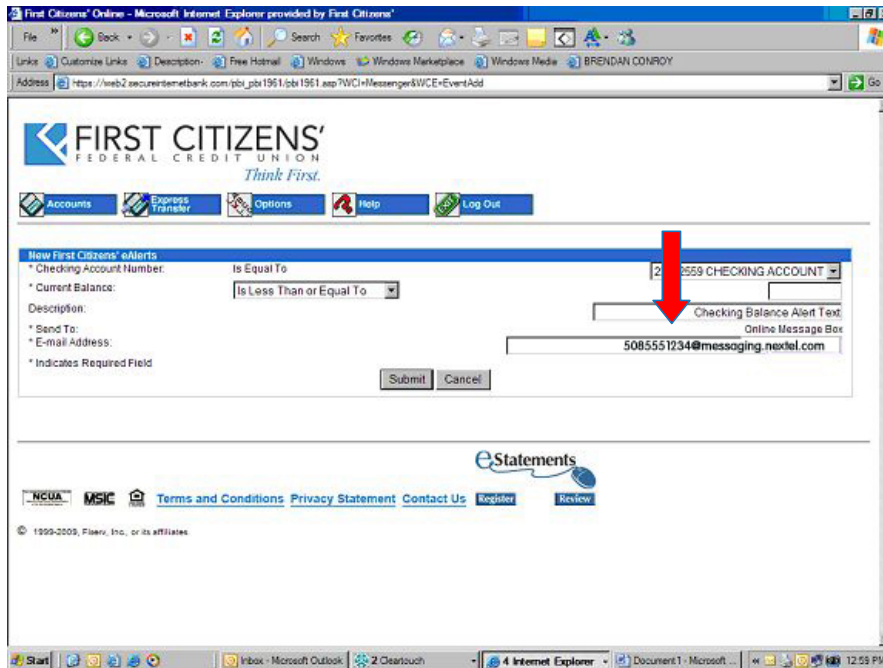 First Citizens' Online - Microsoft Internet Explorer provided by First Citizens'
File Back Search Favorites
Links Customize Links Description- Free Hotmail Windows Windows Marketplace Windows Media BRENDAN CONROY
Address https://web2.secureinternetbank.com/pbi_pbi1961/pbi1961.asp?WCI=Messenger&WCE=EventAdd Go
FIRST CITIZENS'
FEDERAL CREDIT UNION
Think First.
Accounts Express Transfer Options Help Log Out
New First Citizens' eAlerts
* Checking Account Number: Is Equal To 2 2559 CHECKING ACCOUNT
* Current Balance: Is Less Than or Equal To
Description: Checking Balance Alert Text
* Send To: Online Message Box
* E-mail Address: 5085551234@messaging.nextel.com
* Indicates Required Field
Submit Cancel
eStatements
NCUA MSIC Terms and Conditions Privacy Statement Contact Us Register Review
© 1999-2009, Fiserv, Inc., or its affiliates
Start Inbox - Microsoft Outlook 2 Cleartouch 4 Internet Explorer Document1 - Microsoft ... 12:55 PM